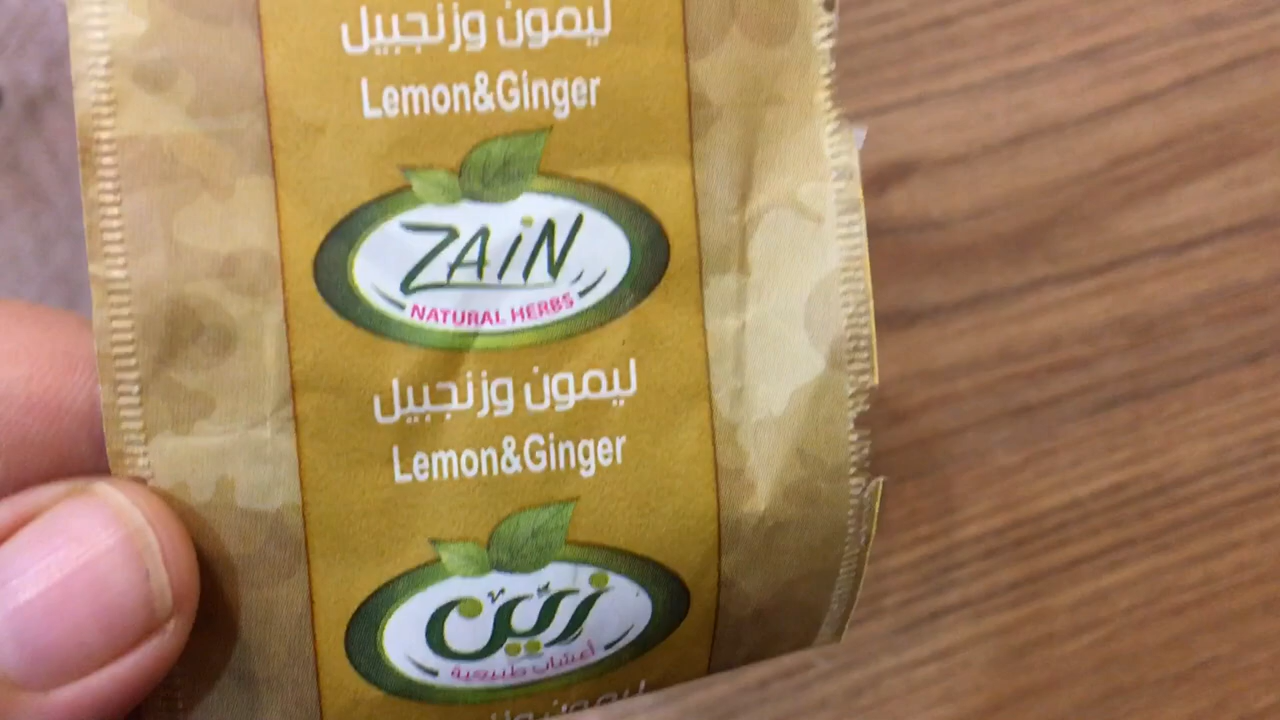 ليمون وزنجبيل
Lemon&Ginger
ZAiN
NATURAL HERBS
ليمون وزنجبيل
Lemon&Ginger
زين
أعشاب طبيعية